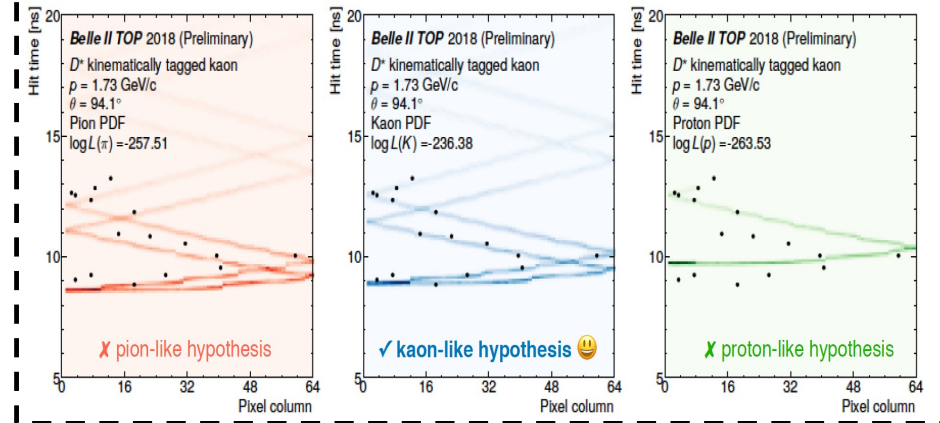 20
15
10
5
Hit time [ns]
Belle II TOP 2018 (Preliminary)
D* kinematically tagged kaon
p = 1.73 GeV/c
θ = 94.1°
Pion PDF
log L(π) =-257.51
✗ pion-like hypothesis
0 16 32 48 64
Pixel column
20
15
10
5
Hit time [ns]
Belle II TOP 2018 (Preliminary)
D* kinematically tagged kaon
p = 1.73 GeV/c
θ = 94.1°
Kaon PDF
log L(K) =-236.38
✓ kaon-like hypothesis 😃
0 16 32 48 64
Pixel column
20
15
10
5
Hit time [ns]
Belle II TOP 2018 (Preliminary)
D* kinematically tagged kaon
p = 1.73 GeV/c
θ = 94.1°
Proton PDF
log L(p) =-263.53
✗ proton-like hypothesis
0 16 32 48 64
Pixel column